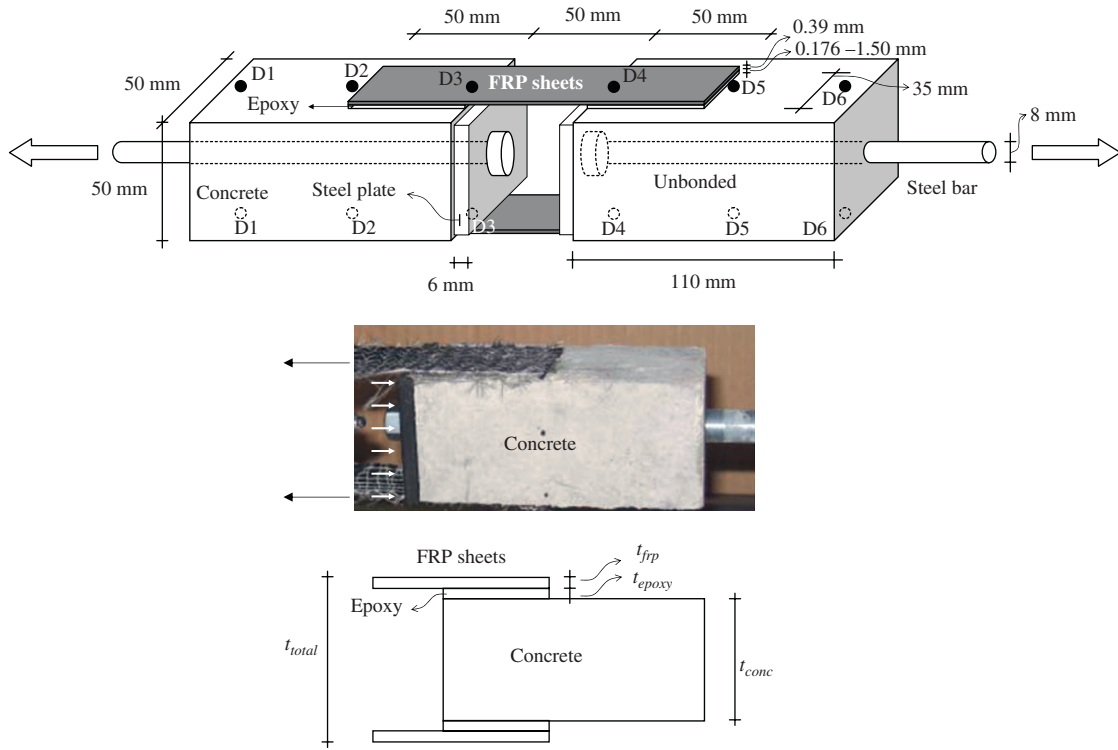 50 mm
50 mm
50 mm
0.39 mm
0.176 –1.50 mm
50 mm
D1
D2
D3
FRP sheets
D4
D5
D6
35 mm
Epoxy
8 mm
50 mm
Concrete
Steel plate
Unbonded
Steel bar
D1
D2
D3
D4
D5
D6
6 mm
110 mm
Concrete
FRP sheets
t_frp
t_epoxy
Epoxy
t_total
Concrete
t_conc